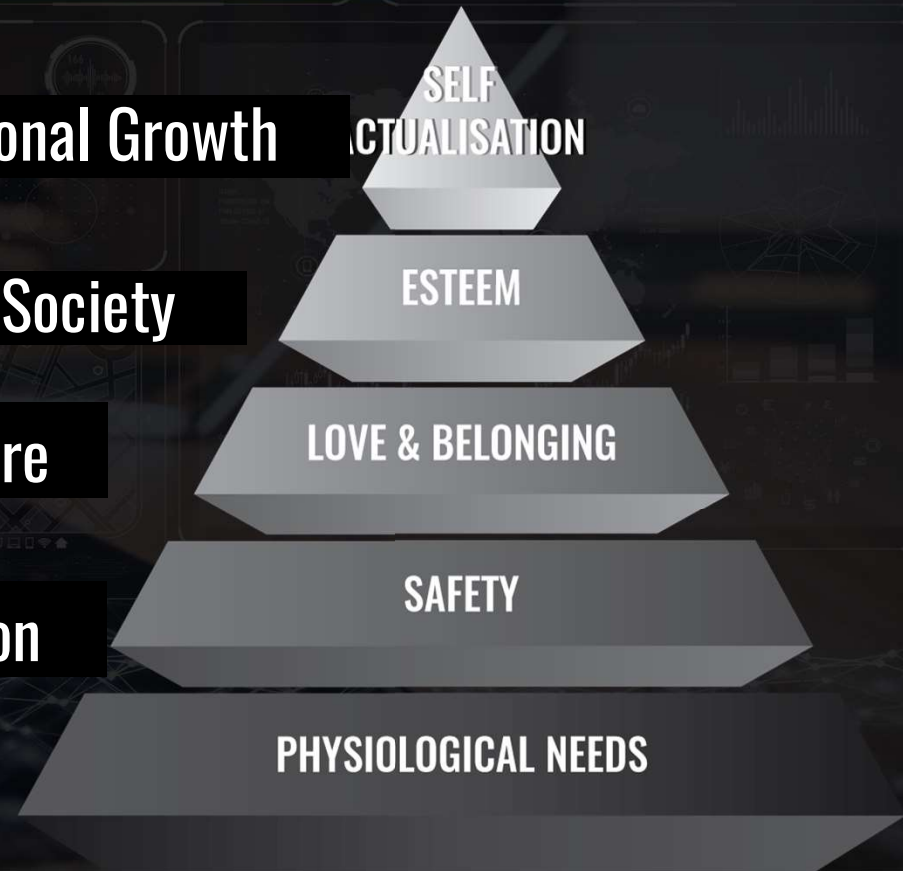 SELF
onal Growth
CTUALISATION
ESTEEM
Society
LOVE & BELONGING
re
SAFETY
on
PHYSIOLOGICAL NEEDS